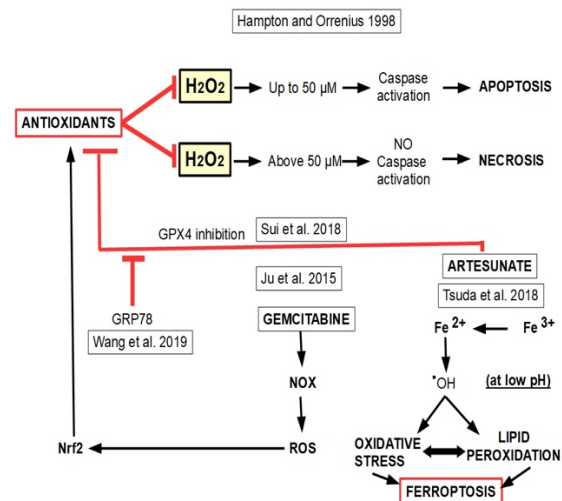 Hampton and Orrenius 1998
H2O2
Up to 50 µM
Caspase
activation
APOPTOSIS
ANTIOXIDANTS
H2O2
Above 50 µM
NO
Caspase
activation
NECROSIS
GPX4 inhibition
Sui et al. 2018
ARTESUNATE
Ju et al. 2015
Tsuda et al. 2018
GRP78
Wang et al. 2019
GEMCITABINE
Fe 2+
Fe 3+
NOX
*OH
(at low pH)
Nrf2
ROS
OXIDATIVE
STRESS
LIPID
PEROXIDATION
FERROPTOSIS